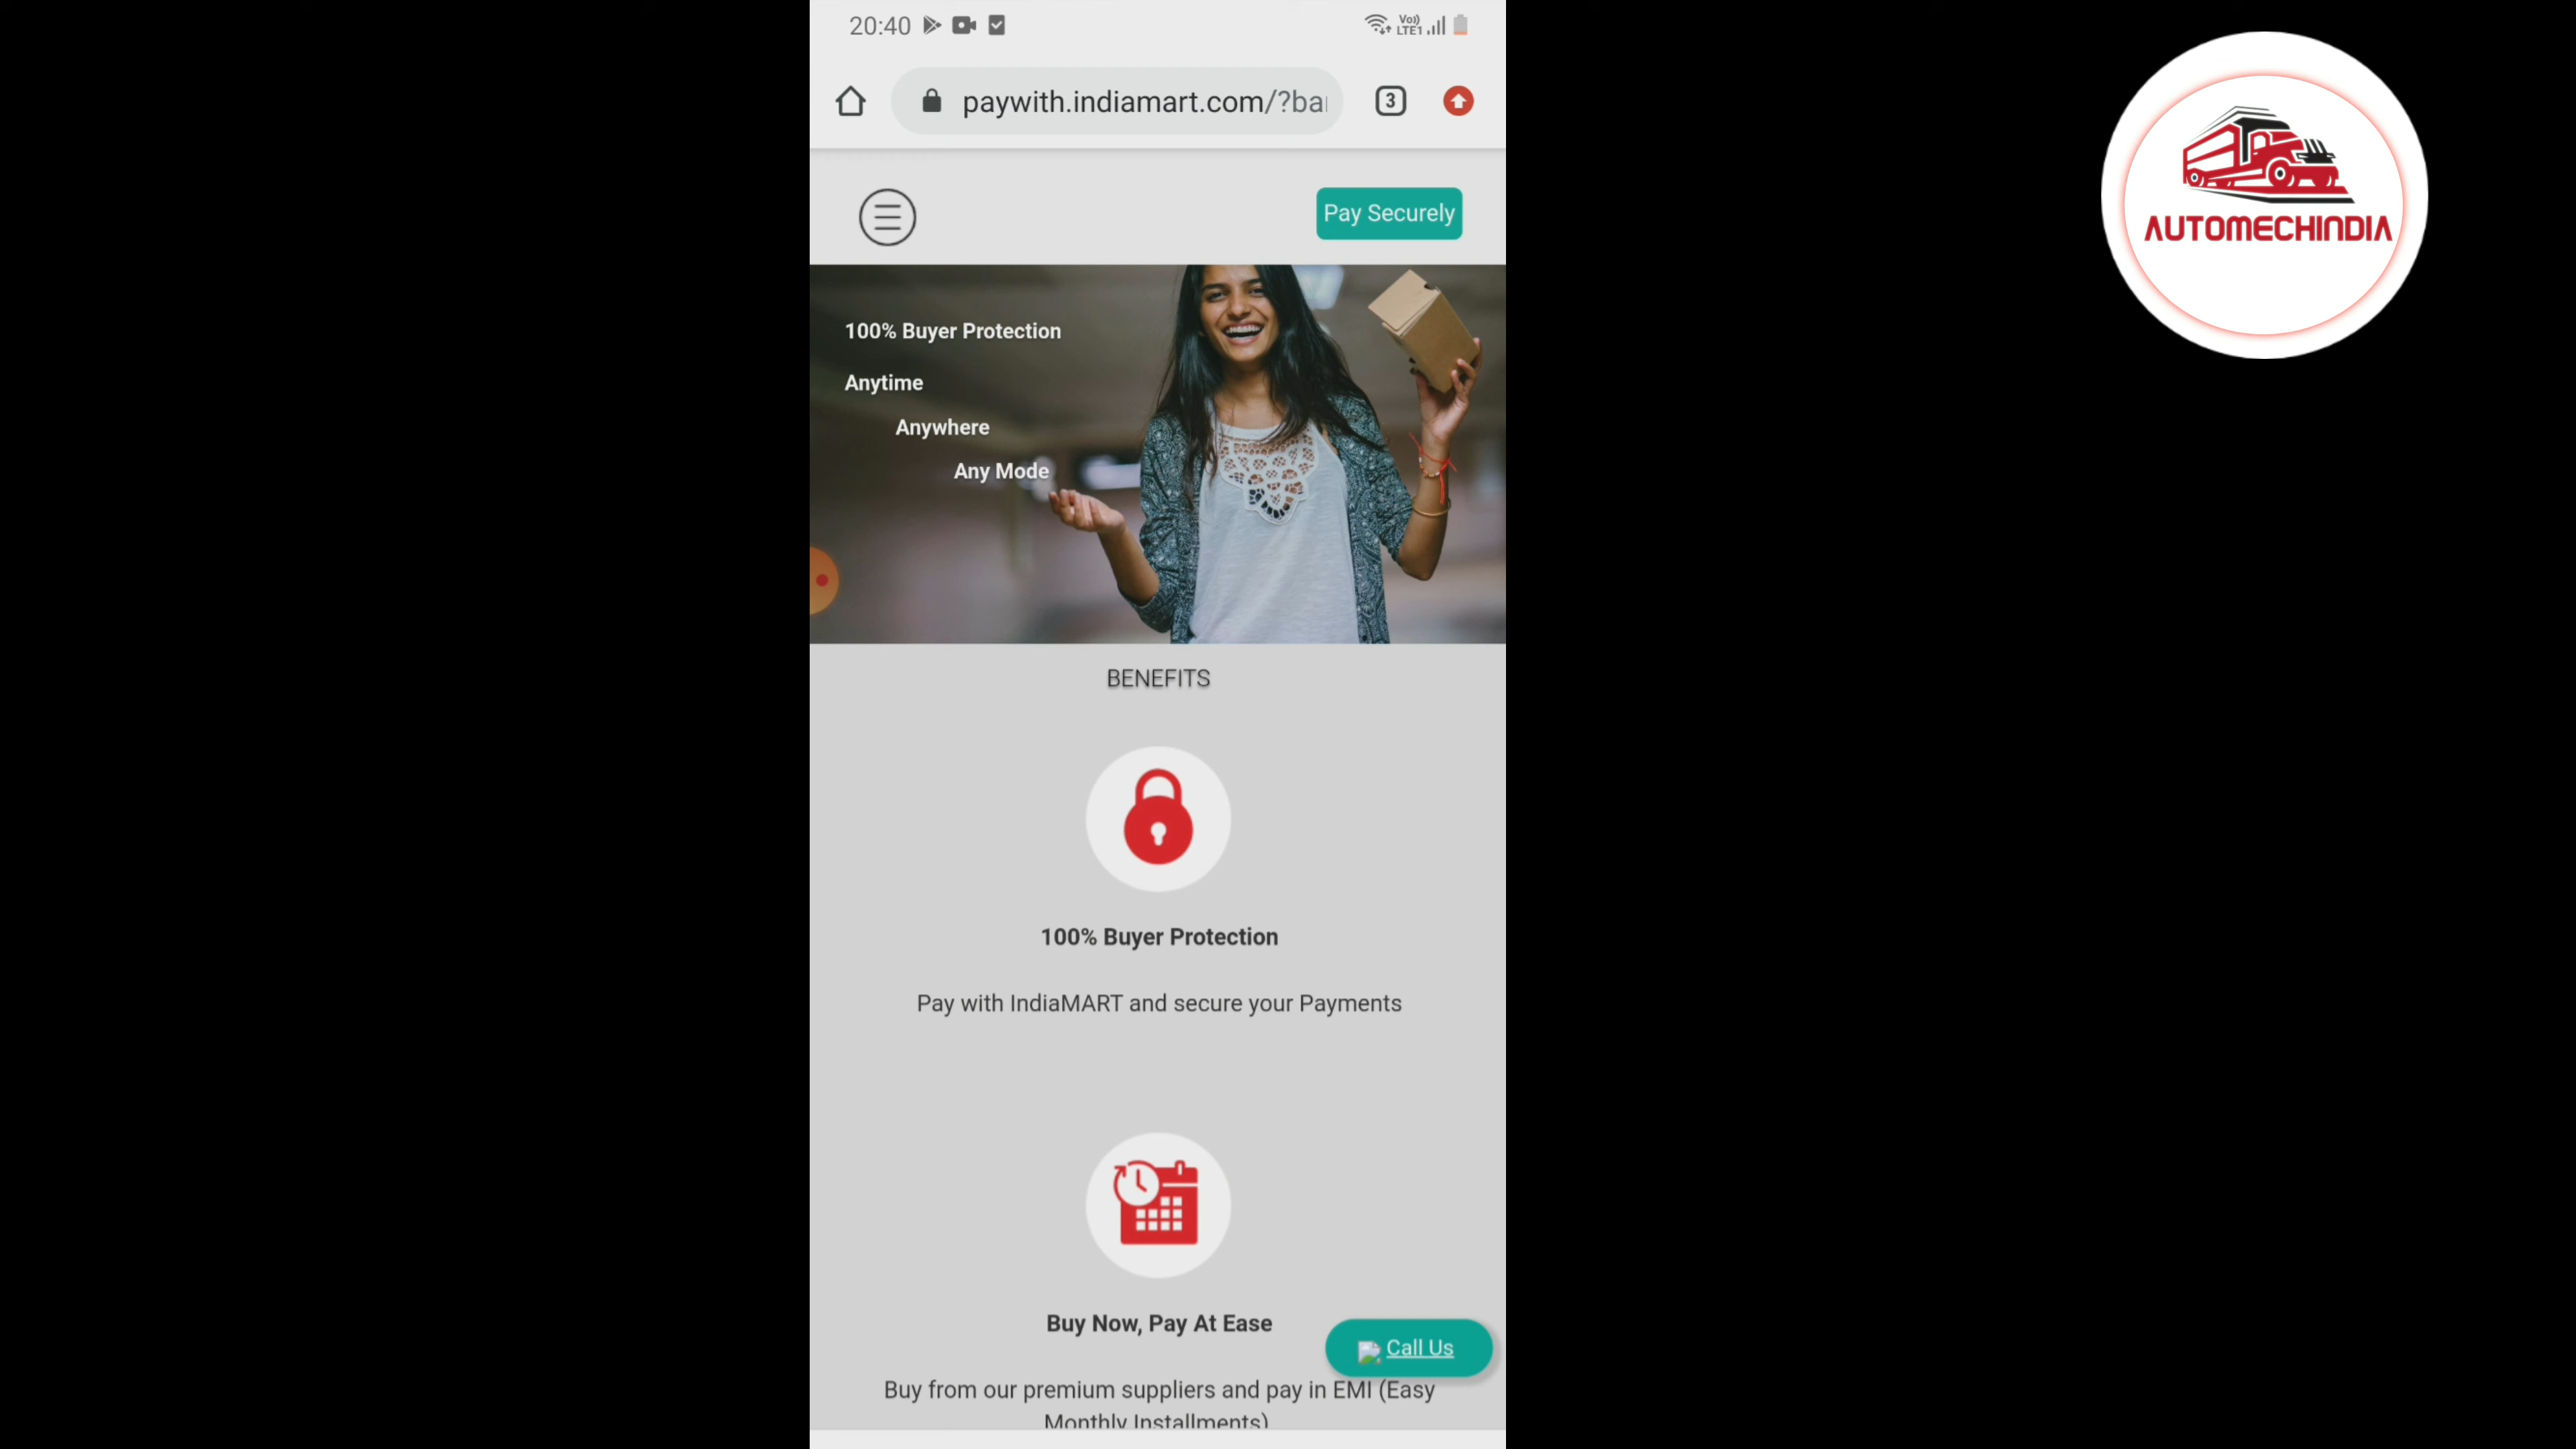 20:40
Vo)) LTE1
paywith.indiamart.com/?ba
3
Pay Securely
AUTOMECHINDIA
100% Buyer Protection
Anytime
Anywhere
Any Mode
BENEFITS
100% Buyer Protection
Pay with IndiaMART and secure your Payments
Buy Now, Pay At Ease
Call Us
Buy from our premium suppliers and pay in EMI (Easy
Monthly Installments)